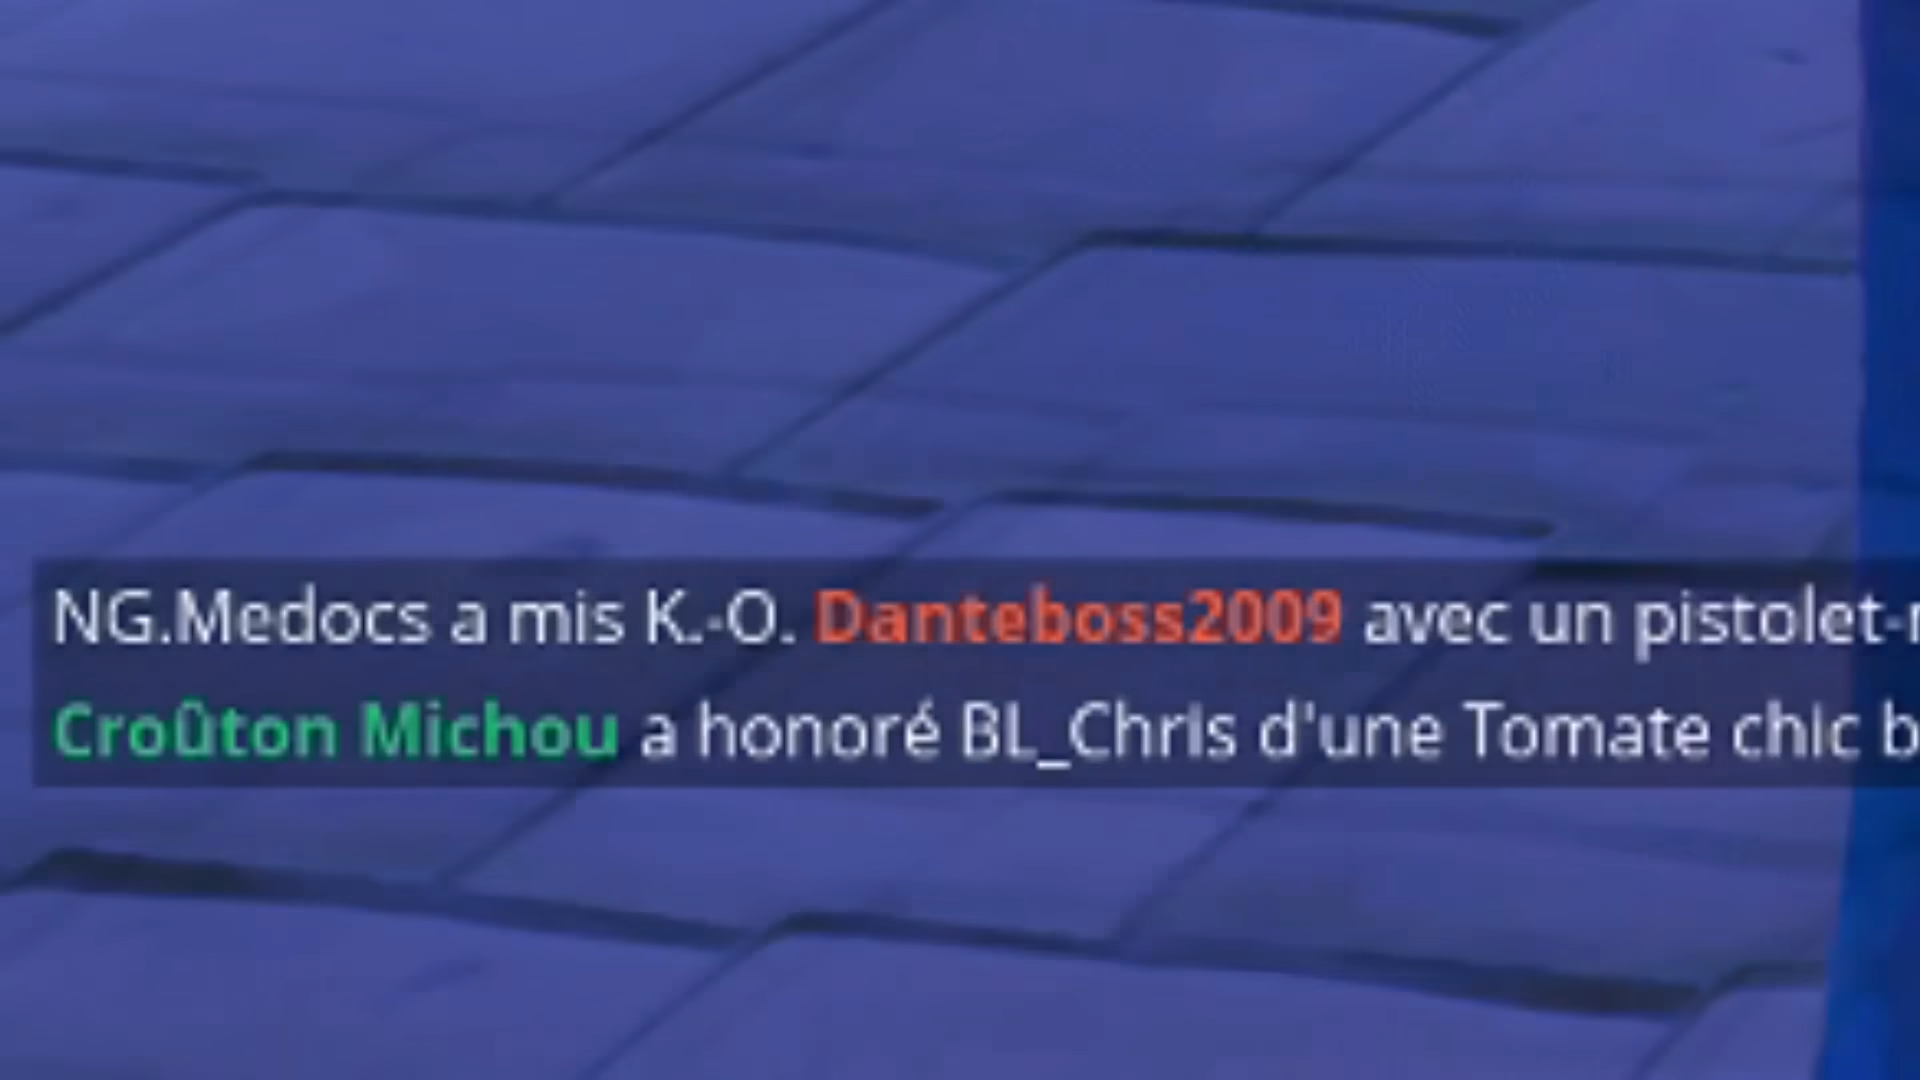 NG.Medocs a mis K.-O. Danteboss2009 avec un pistolet-
Croûton Michou a honoré BL_Chris d'une Tomate chic b